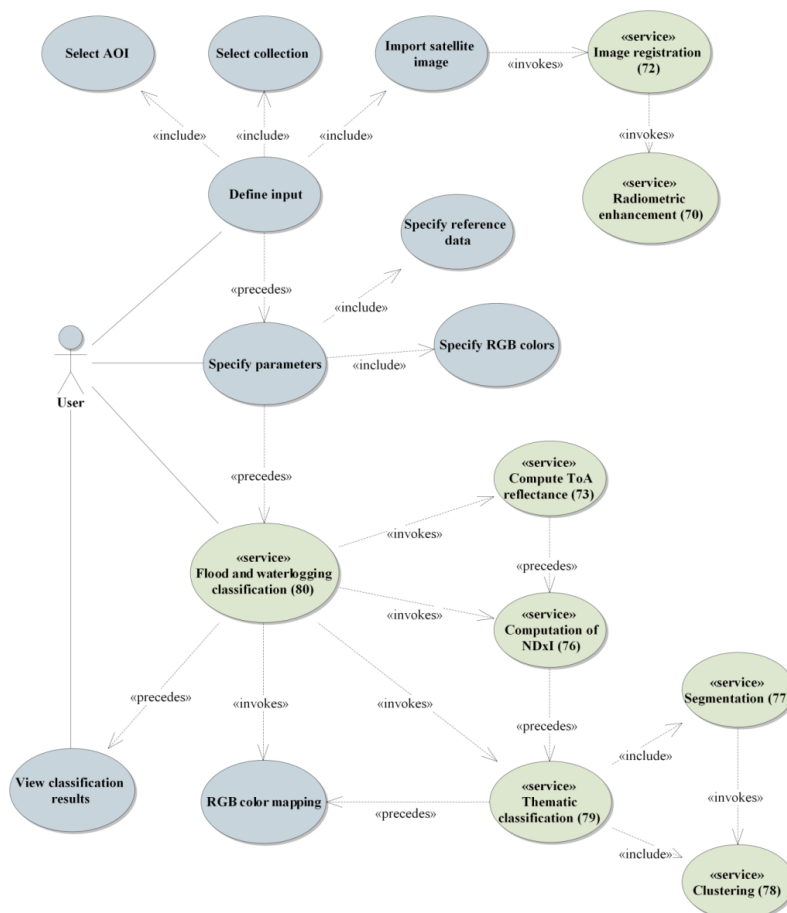 Select AOI
Select collection
Import satellite
image
«service»
Image registration
(72)
«invokes»
«include»
«include»
«include»
«invokes»
Define input
«service»
Radiometric
enhancement (70)
Specify reference
data
«precedes»
«include»
Specify parameters
Specify RGB colors
«include»
User
«precedes»
«service»
Compute ToA
reflectance (73)
«invokes»
«service»
Flood and waterlogging
classification (80)
«precedes»
«invokes»
«service»
Computation of
NDxI (76)
«service»
Segmentation (77
«precedes»
«invokes»
«invokes»
«precedes»
«include»
View classification
results
RGB color mapping
«precedes»
«service»
Thematic
classification (79)
«invokes»
«include»
«service»
Clustering (78)